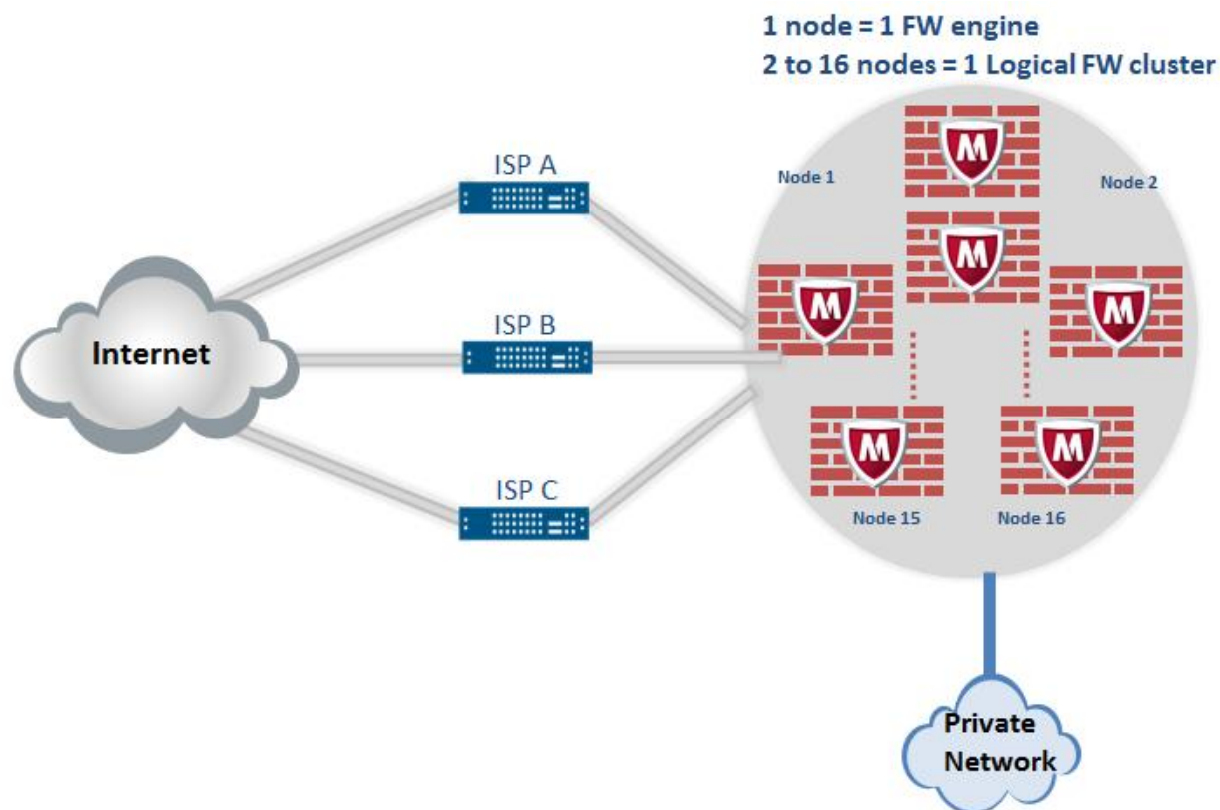 1 node = 1 FW engine
2 to 16 nodes = 1 Logical FW cluster
ISP A
Node 1
Node 2
ISP B
Internet
ISP C
Node 15
Node 16
Private
Network
M
M
M
M
M
M